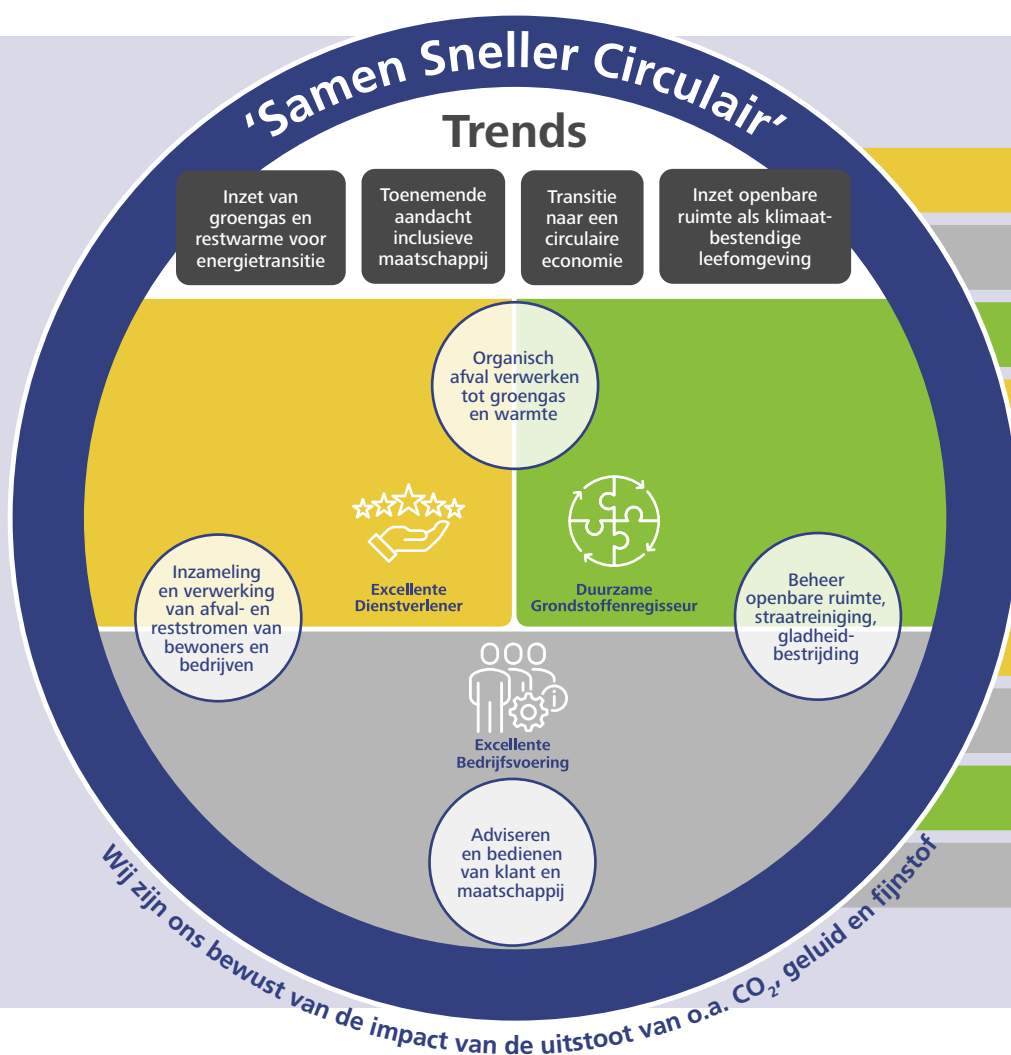 ‘Samen Sneller Circulair’
Trends
Inzet van
groengas en
restwarme voor
energietransitie
Toenemende
aandacht
inclusieve
maatschappij
Transitie
naar een
circulaire
economie
Inzet openbare
ruimte als klimaat-
bestendige
leefomgeving
Organisch
afval verwerken
tot groengas
en warmte
Excellente
Dienstverlener
Duurzame
Grondstoffenregisseur
Inzameling
en verwerking
van afval- en
reststromen van
bewoners en
bedrijven
Beheer
openbare ruimte,
straatreiniging,
gladheid-
bestrijding
Excellente
Bedrijfsvoering
Adviseren
en bedienen
van klant en
maatschappij
Wij zijn ons bewust van de impact van de uitstoot van o.a. CO₂, geluid en fijnstof